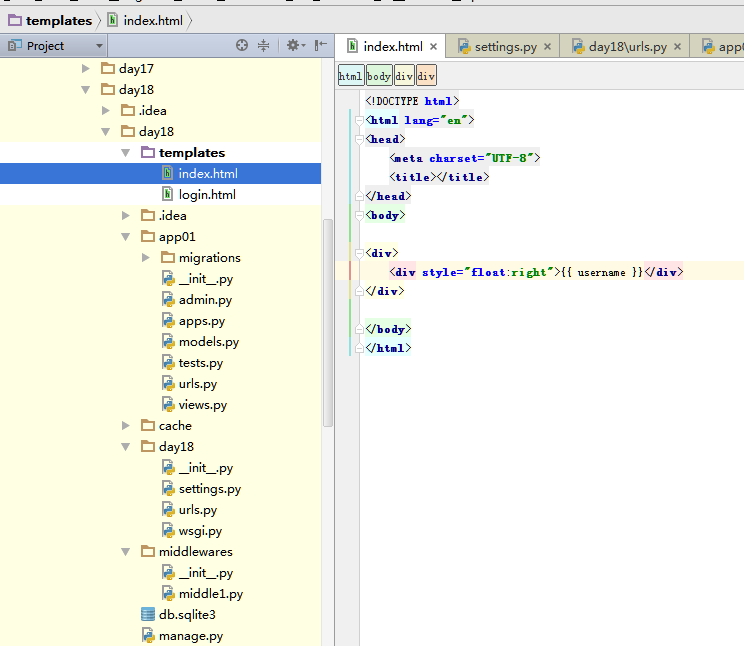 templates index.html
Project
index.html × settings.py × day18\urls.py × app0
day17
day18
.idea
day18
templates
index.html
login.html
.idea
app01
migrations
__init__.py
admin.py
apps.py
models.py
tests.py
urls.py
views.py
cache
day18
__init__.py
settings.py
urls.py
wsgi.py
middlewares
__init__.py
middle1.py
db.sqlite3
manage.py
html body div div
<!DOCTYPE html>
<html lang="en">
<head>
<meta charset="UTF-8">
<title></title>
</head>
<body>
<div>
<div style="float:right">{{ username }}</div>
</div>
</body>
</html>